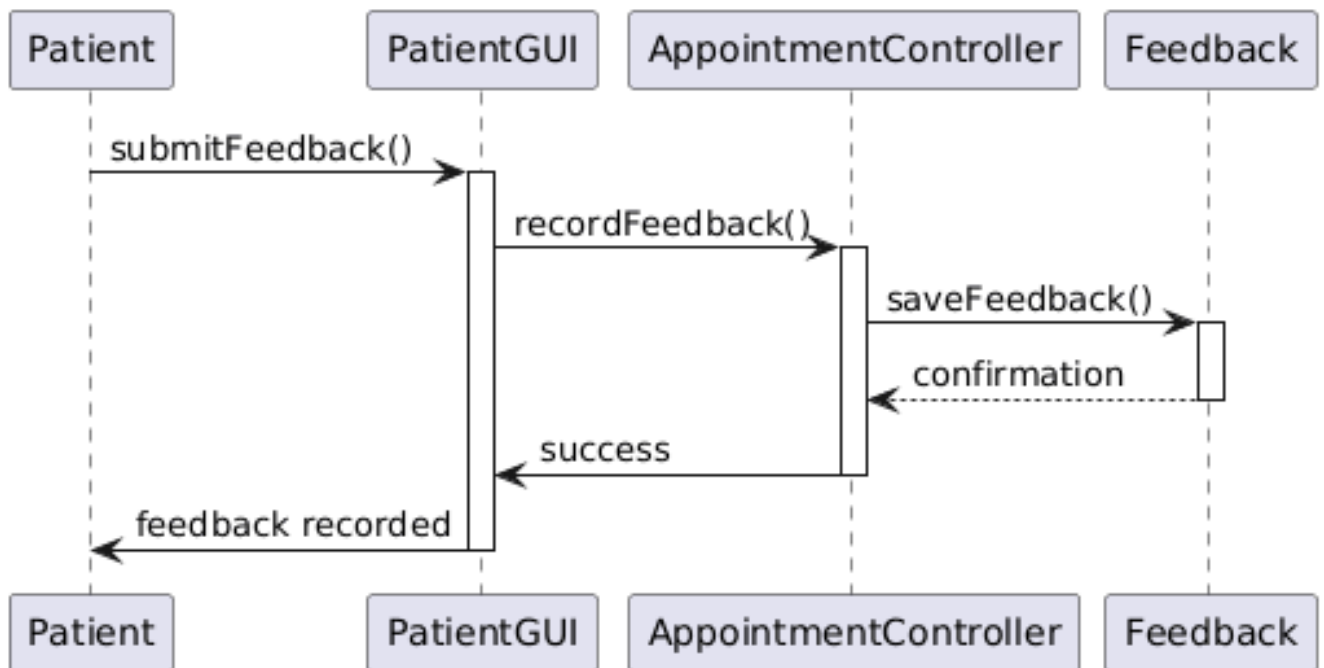 Patient PatientGUI AppointmentController Feedback
submitFeedback()
recordFeedback()
saveFeedback()
confirmation
success
feedback recorded
Patient PatientGUI AppointmentController Feedback